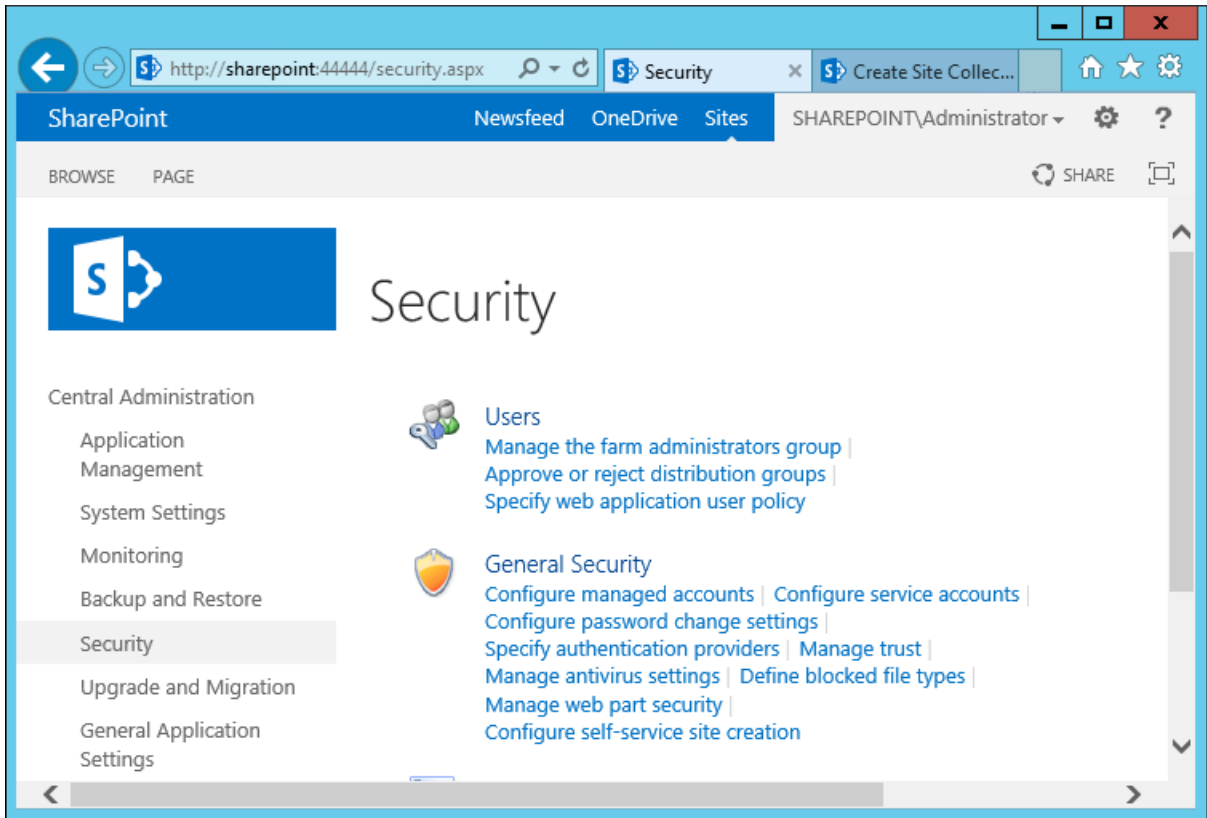 http://sharepoint:44444/security.aspx
Security
Create Site Collec...
SharePoint
Newsfeed OneDrive Sites SHAREPOINT\Administrator ?
BROWSE PAGE
SHARE
S
Security
Central Administration
Application
Management
System Settings
Monitoring
Backup and Restore
Security
Upgrade and Migration
General Application
Settings
Users
Manage the farm administrators group |
Approve or reject distribution groups |
Specify web application user policy
General Security
Configure managed accounts | Configure service accounts |
Configure password change settings |
Specify authentication providers | Manage trust |
Manage antivirus settings | Define blocked file types |
Manage web part security |
Configure self-service site creation